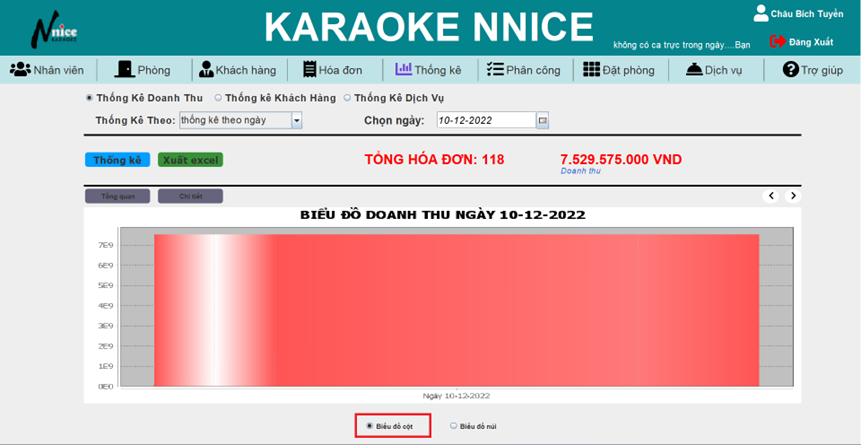 Nnice
KARAOKE
KARAOKE NNICE
không có ca trực trong ngày....Bạn
Châu Bích Tuyền
Đăng Xuất
Nhân viên Phòng Khách hàng Hóa đơn Thống kê Phân công Đặt phòng Dịch vụ Trợ giúp
Thống Kê Doanh Thu Thống kê Khách Hàng Thống Kê Dịch Vụ
Thống Kê Theo: thống kê theo ngày Chọn ngày: 10-12-2022
Thống kê Xuất excel TỔNG HÓA ĐƠN: 118 7.529.575.000 VND
Doanh thu
Tổng quan Chi tiết
BIỂU ĐỒ DOANH THU NGÀY 10-12-2022
7E9
6E9
5E9
4E9
3E9
2E9
1E9
0E0
Ngày 10-12-2022
Biểu đồ cột Biểu đồ núi